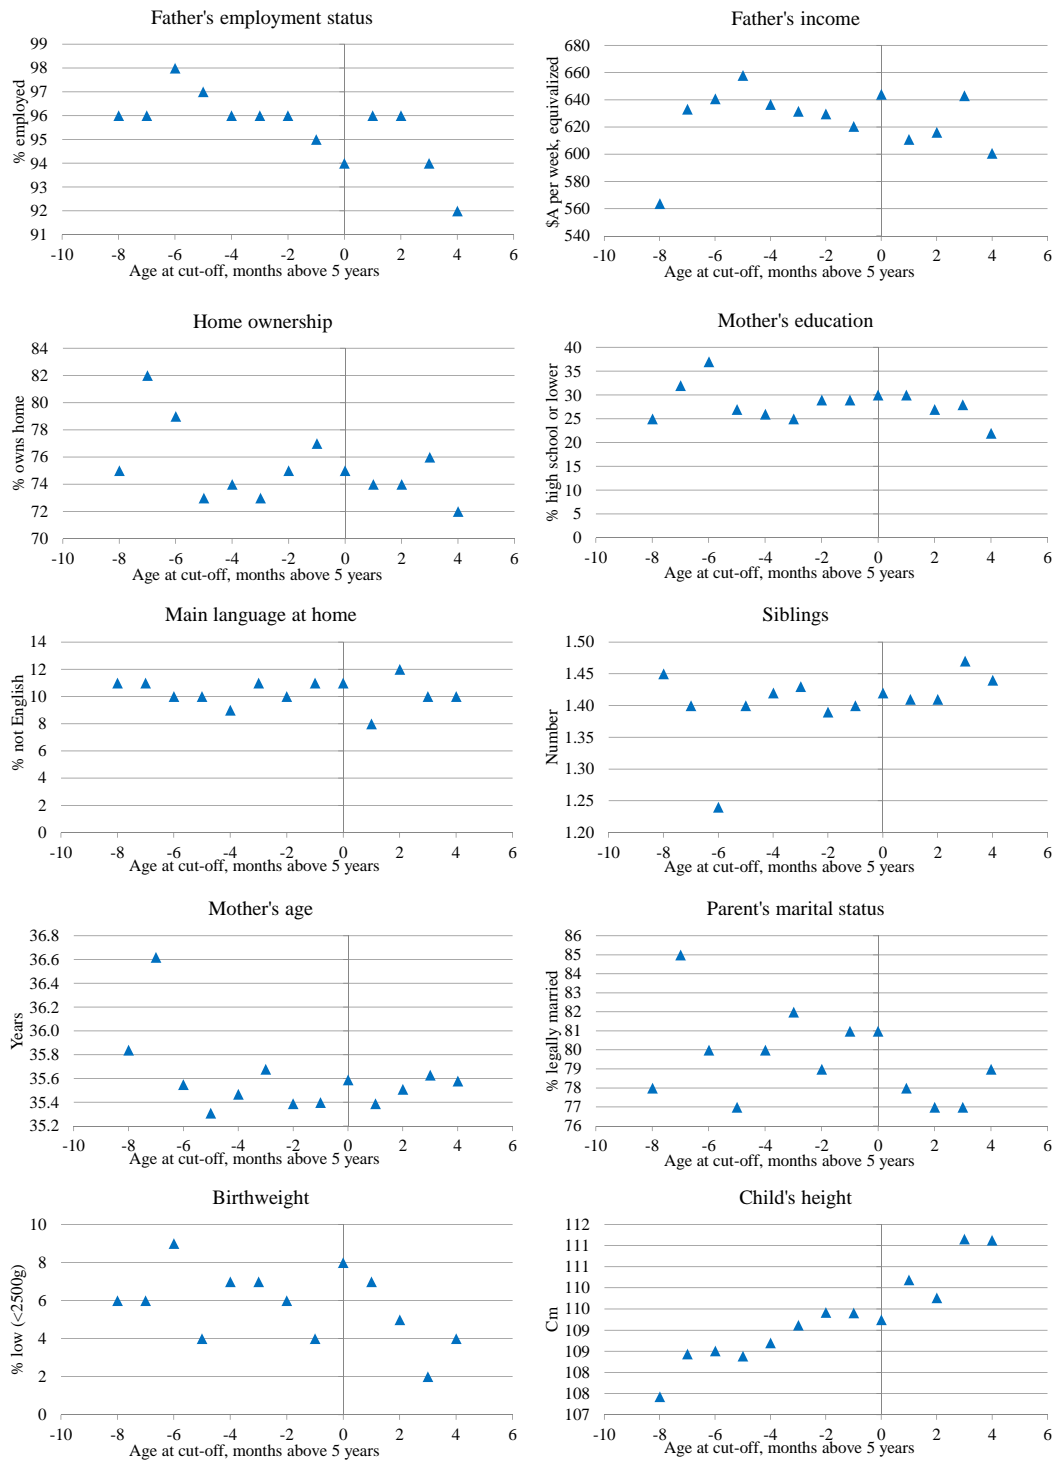 Father's employment status
99
98
97
96
95
94
93
92
91
% employed
-10 -8 -6 -4 -2 0 2 4 6
Age at cut-off, months above 5 years
Father's income
680
660
640
620
600
580
560
540
$A per week, equivalized
-10 -8 -6 -4 -2 0 2 4 6
Age at cut-off, months above 5 years
Home ownership
84
82
80
78
76
74
72
70
% owns home
-10 -8 -6 -4 -2 0 2 4 6
Age at cut-off, months above 5 years
Mother's education
40
35
30
25
20
15
10
5
0
% high school or lower
-10 -8 -6 -4 -2 0 2 4 6
Age at cut-off, months above 5 years
Main language at home
14
12
10
8
6
4
2
0
% not English
-10 -8 -6 -4 -2 0 2 4 6
Age at cut-off, months above 5 years
Siblings
1.50
1.45
1.40
1.35
1.30
1.25
1.20
Number
-10 -8 -6 -4 -2 0 2 4 6
Age at cut-off, months above 5 years
Mother's age
36.8
36.6
36.4
36.2
36.0
35.8
35.6
35.4
35.2
Years
-10 -8 -6 -4 -2 0 2 4 6
Age at cut-off, months above 5 years
Parent's marital status
86
85
84
83
82
81
80
79
78
77
76
% legally married
-10 -8 -6 -4 -2 0 2 4 6
Age at cut-off, months above 5 years
Birthweight
10
8
6
4
2
0
% low (<2500g)
-10 -8 -6 -4 -2 0 2 4 6
Age at cut-off, months above 5 years
Child's height
112
111
111
110
110
109
109
108
108
107
Cm
-10 -8 -6 -4 -2 0 2 4 6
Age at cut-off, months above 5 years